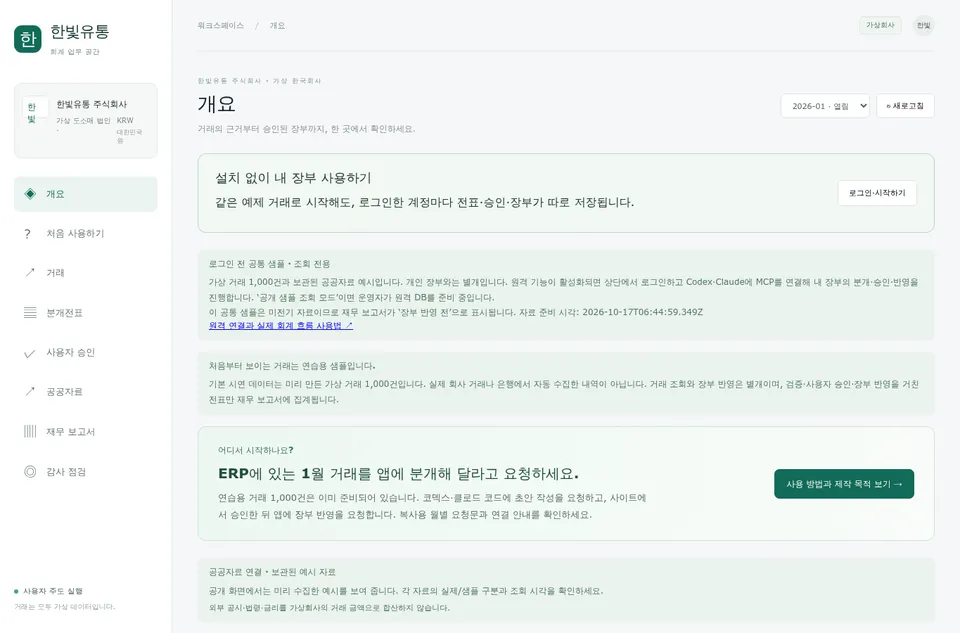 한
한빛유통
회계 업무 공간
한빛
한빛유통 주식회사
가상 도소매 법인 · KRW
대한민국 원
개요
? 처음 사용하기
거래
분개전표
사용자 승인
공공자료
재무 보고서
감사 점검
사용자 주도 실행
거래는 모두 가상 데이터입니다.
워크스페이스 / 개요
가상회사
한빛
한빛유통 주식회사 · 가상 한국회사
개요
거래의 근거부터 승인된 장부까지, 한 곳에서 확인하세요.
2026-01 · 열림
새로고침
설치 없이 내 장부 사용하기
같은 예제 거래로 시작해도, 로그인한 계정마다 전표·승인·장부가 따로 저장됩니다.
로그인·시작하기
로그인 전 공통 샘플 · 조회 전용
가상 거래 1,000건과 보관된 공공자료 예시입니다. 개인 장부와는 별개입니다. 원격 기능이 활성화되면 상단에서 로그인하고 Codex·Claude에 MCP를 연결해 내 장부의 분개·승인·반영을
진행합니다. ‘공개 샘플 조회 모드’이면 운영자가 원격 DB를 준비 중입니다.
이 공통 샘플은 미전기 자료이므로 재무 보고서가 ‘장부 반영 전’으로 표시됩니다. 자료 준비 시각: 2026-10-17T06:44:59.349Z
원격 연결과 실제 회계 흐름 사용법 ↗
처음부터 보이는 거래는 연습용 샘플입니다.
기본 시연 데이터는 미리 만든 가상 거래 1,000건입니다. 실제 회사 거래나 은행에서 자동 수집한 내역이 아닙니다. 거래 조회와 장부 반영은 별개이며, 검증·사용자 승인·장부 반영을 거친
전표만 재무 보고서에 집계됩니다.
어디서 시작하나요?
ERP에 있는 1월 거래를 앱에 분개해 달라고 요청하세요.
연습용 거래 1,000건은 이미 준비되어 있습니다. 코덱스·클로드 코드에 초안 작성을 요청하고, 사이트에
서 승인한 뒤 앱에 장부 반영을 요청합니다. 복사용 월별 요청문과 연결 안내를 확인하세요.
사용 방법과 제작 목적 보기 →
공공자료 연결 · 보관된 예시 자료
공개 화면에서는 미리 수집한 예시를 보여 줍니다. 각 자료의 실제/샘플 구분과 조회 시각을 확인하세요.
외부 공시·법령·금리를 가상회사의 거래 금액으로 합산하지 않습니다.